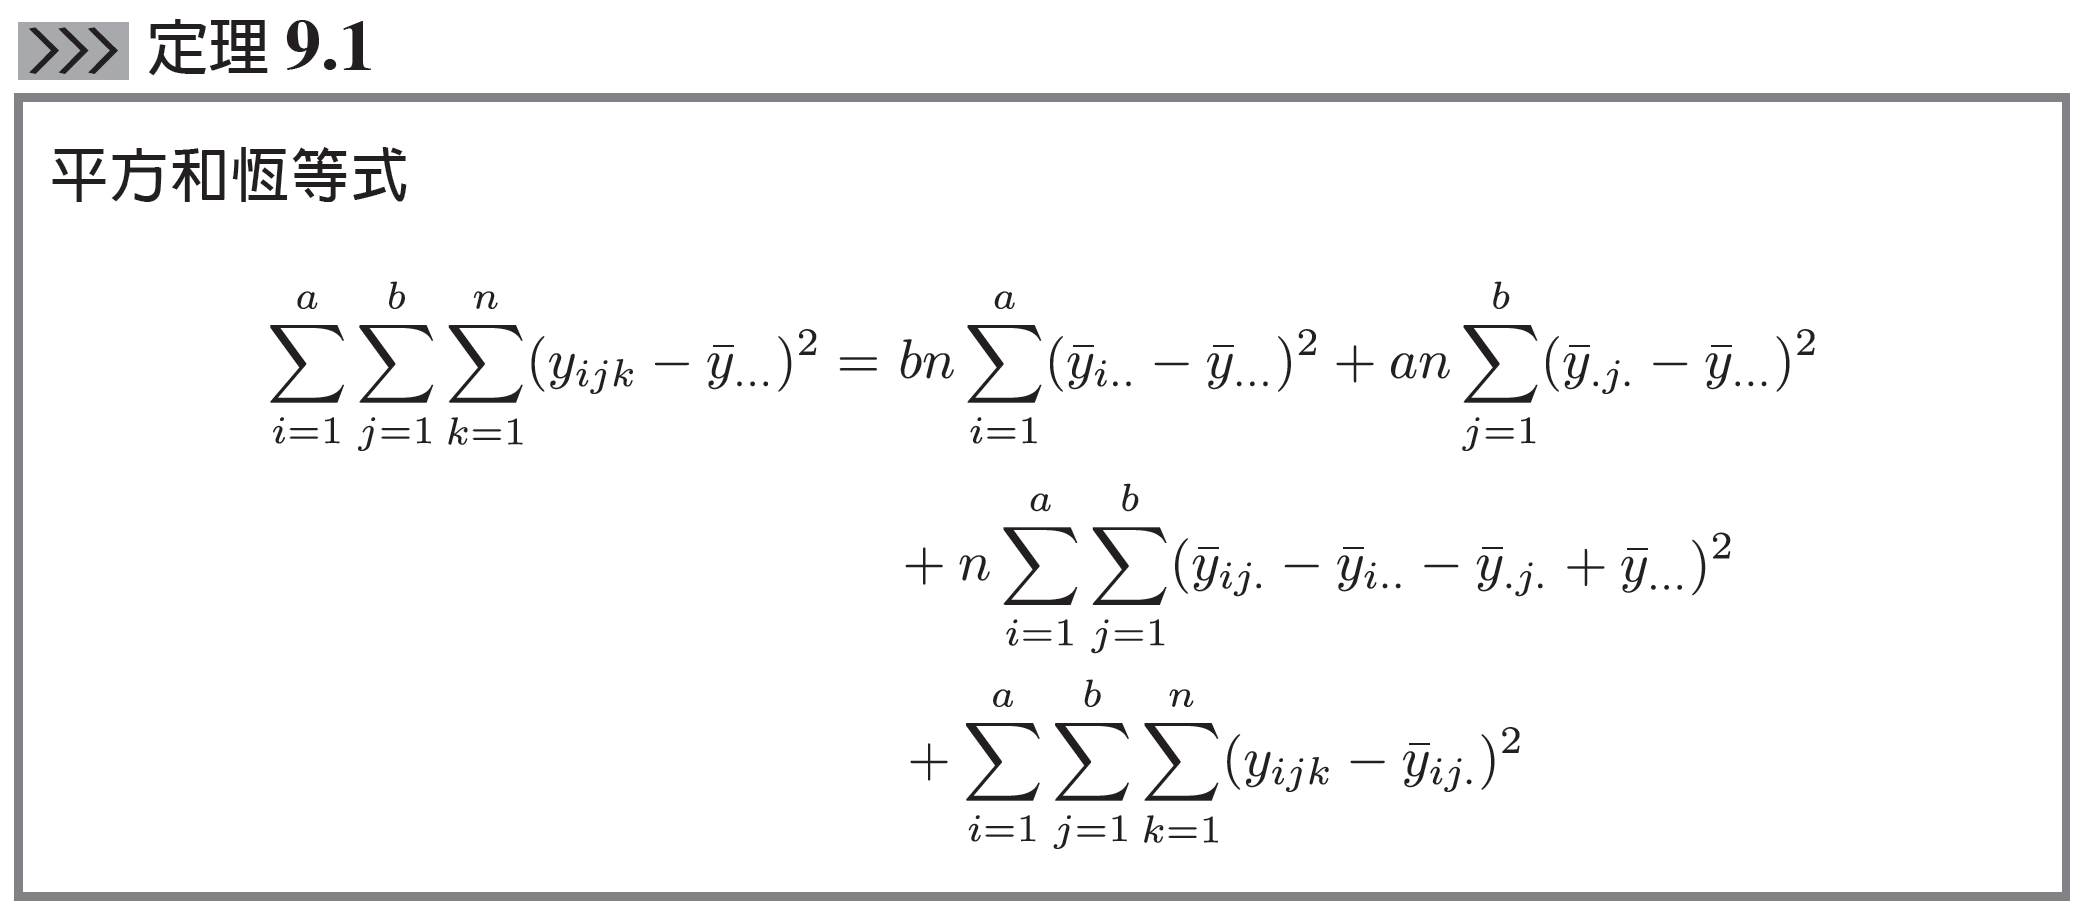 >>> 定理 9.1
平方和恆等式
$$\sum_{i=1}^{a}\sum_{j=1}^{b}\sum_{k=1}^{n}(y_{ijk}-\bar{y}_{...})^2 = bn\sum_{i=1}^{a}(\bar{y}_{i..}-\bar{y}_{...})^2 + an\sum_{j=1}^{b}(\bar{y}_{.j.}-\bar{y}_{...})^2$$
$$+ n\sum_{i=1}^{a}\sum_{j=1}^{b}(\bar{y}_{ij.}-\bar{y}_{i..}-\bar{y}_{.j.}+\bar{y}_{...})^2$$
$$+ \sum_{i=1}^{a}\sum_{j=1}^{b}\sum_{k=1}^{n}(y_{ijk}-\bar{y}_{ij.})^2$$